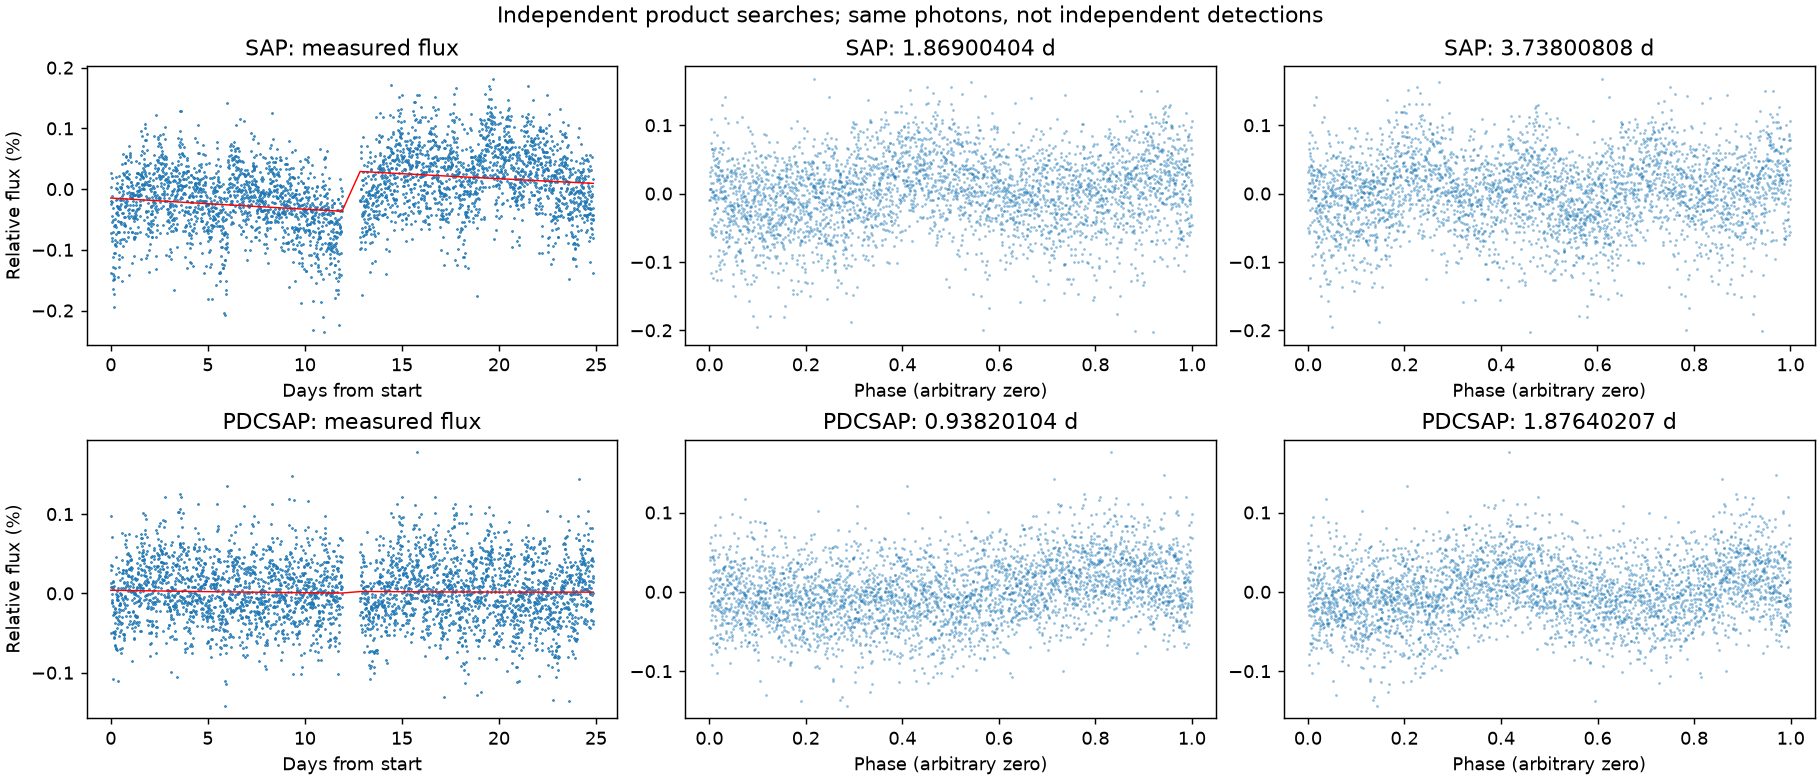 Independent product searches; same photons, not independent detections
SAP: measured flux
SAP: 1.86900404 d
SAP: 3.73800808 d
Relative flux (%)
0.2
0.1
0.0
−0.1
−0.2
0.1
0.0
−0.1
−0.2
0.1
0.0
−0.1
−0.2
0 5 10 15 20 25
0.0 0.2 0.4 0.6 0.8 1.0
0.0 0.2 0.4 0.6 0.8 1.0
Days from start
Phase (arbitrary zero)
Phase (arbitrary zero)
PDCSAP: measured flux
PDCSAP: 0.93820104 d
PDCSAP: 1.87640207 d
Relative flux (%)
0.1
0.0
−0.1
0.1
0.0
−0.1
0.1
0.0
−0.1
0 5 10 15 20 25
0.0 0.2 0.4 0.6 0.8 1.0
0.0 0.2 0.4 0.6 0.8 1.0
Days from start
Phase (arbitrary zero)
Phase (arbitrary zero)